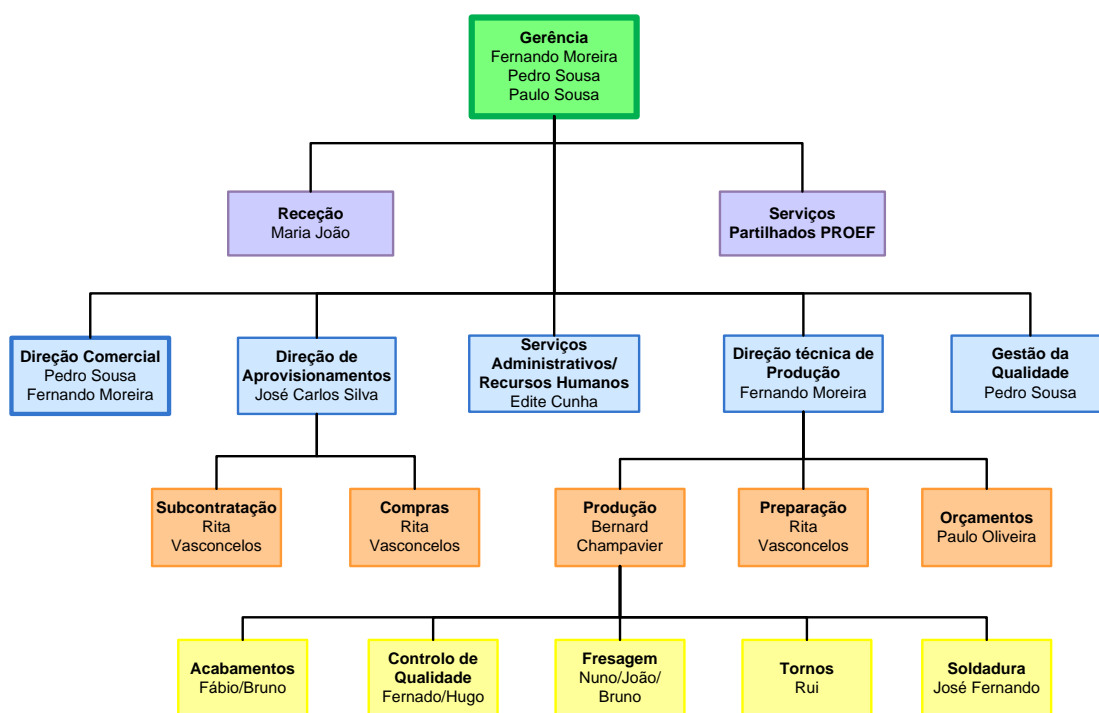 Gerência
Fernando Moreira
Pedro Sousa
Paulo Sousa
Receção
Maria João
Serviços
Partilhados PROEF
Direção Comercial
Pedro Sousa
Fernando Moreira
Direção de
Aprovisionamentos
José Carlos Silva
Serviços
Administrativos/
Recursos Humanos
Edite Cunha
Direção técnica de
Produção
Fernando Moreira
Gestão da
Qualidade
Pedro Sousa
Subcontratação
Rita
Vasconcelos
Compras
Rita
Vasconcelos
Produção
Bernard
Champavier
Preparação
Rita
Vasconcelos
Orçamentos
Paulo Oliveira
Acabamentos
Fábio/Bruno
Controlo de
Qualidade
Fernado/Hugo
Fresagem
Nuno/João/
Bruno
Tornos
Rui
Soldadura
José Fernando